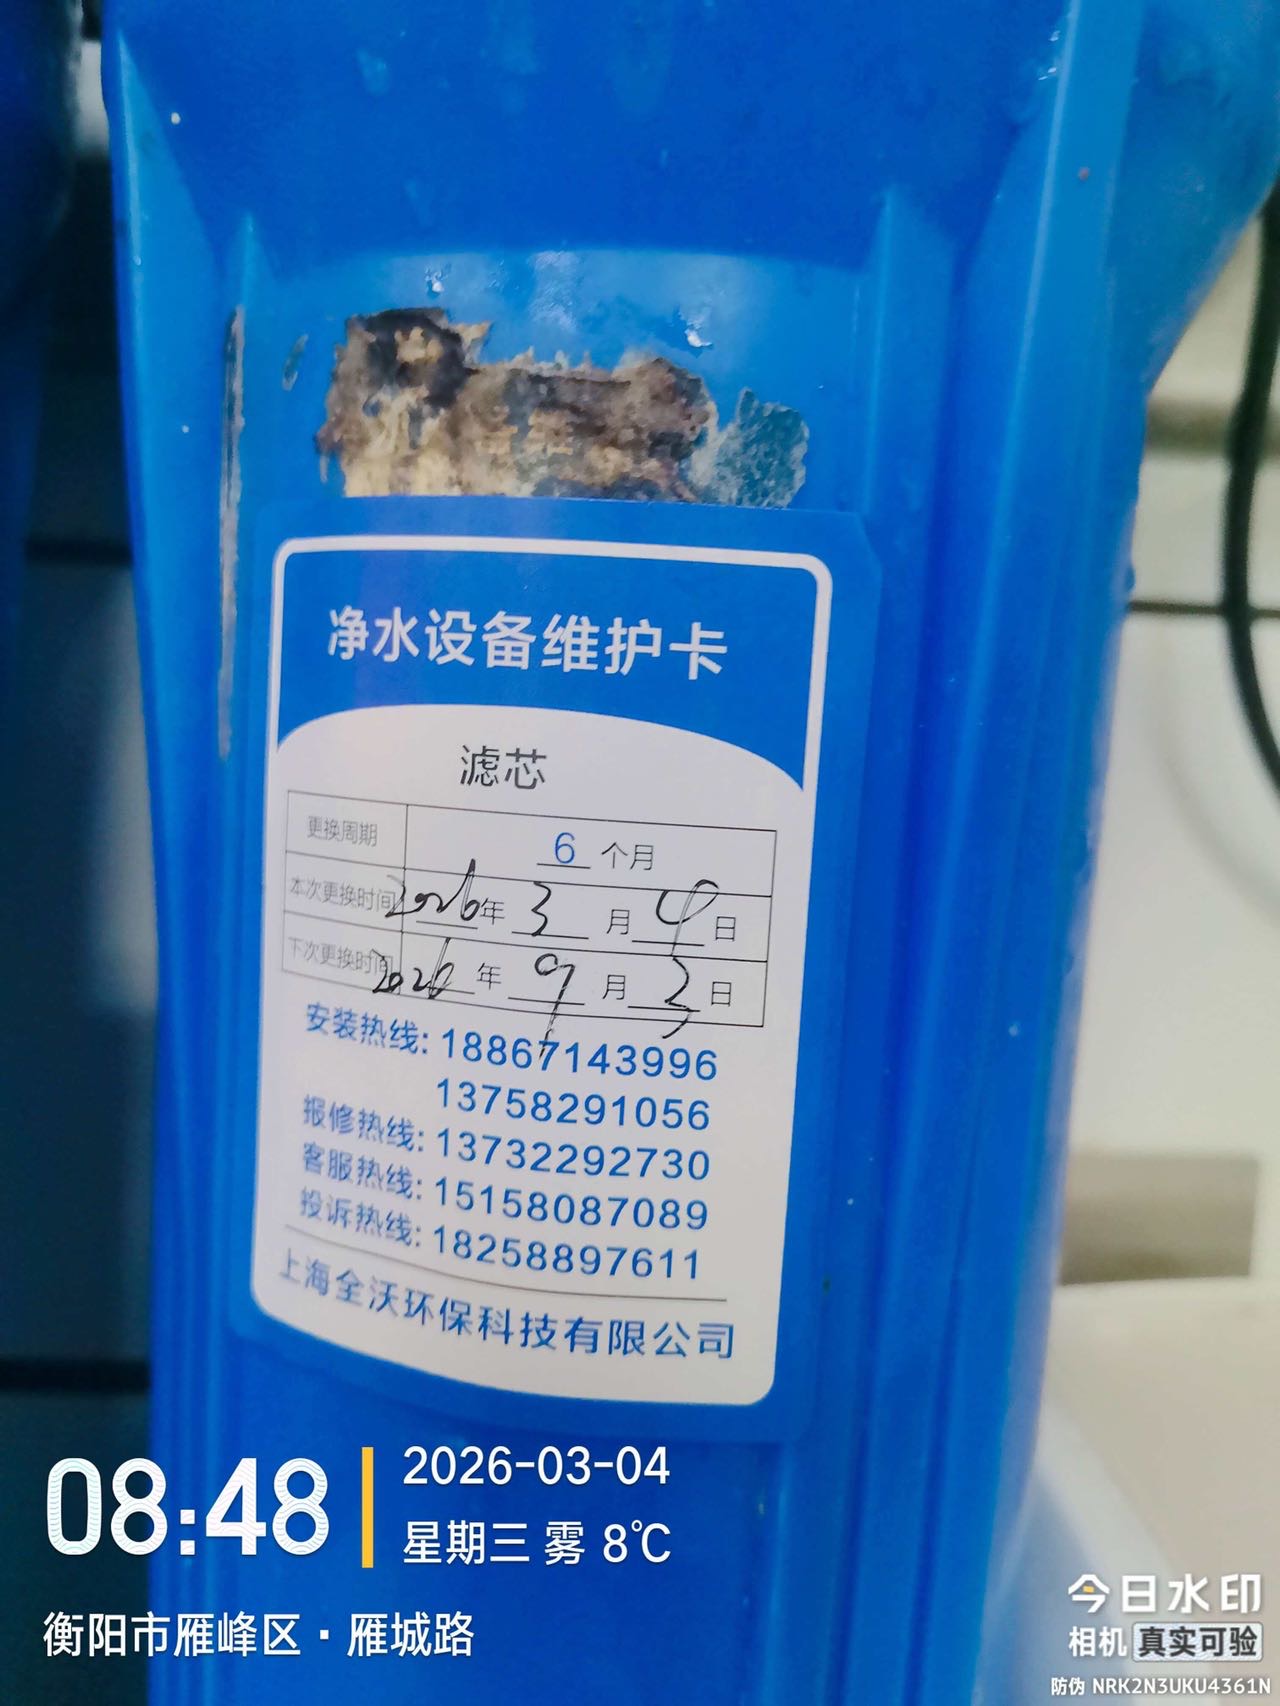 净水设备维护卡
滤芯
更换周期 6 个月
本次更换时间 2026年 3 月 4 日
下次更换时间 2026 年 9 月 3 日
安装热线: 18867143996
13758291056
报修热线: 13732292730
客服热线: 15158087089
投诉热线: 18258897611
上海全沃环保科技有限公司
08:48
2026-03-04
星期三 雾 8℃
衡阳市雁峰区·雁城路
今日水印
相机 真实可验
防伪 NRK2N3UKU4361N